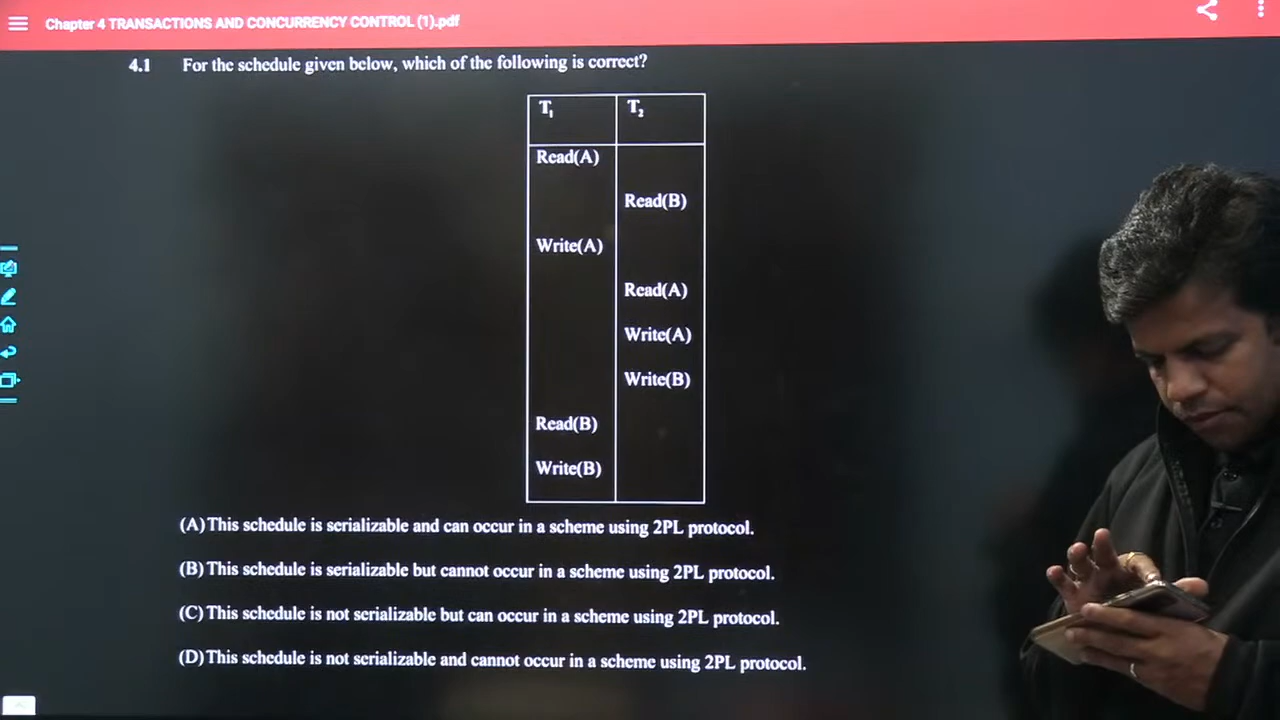 Chapter 4 TRANSACTIONS AND CONCURRENCY CONTROL (1).pdf
4.1 For the schedule given below, which of the following is correct?
T1 T2
Read(A)
Read(B)
Write(A)
Read(A)
Write(A)
Write(B)
Read(B)
Write(B)
(A) This schedule is serializable and can occur in a scheme using 2PL protocol.
(B) This schedule is serializable but cannot occur in a scheme using 2PL protocol.
(C) This schedule is not serializable but can occur in a scheme using 2PL protocol.
(D) This schedule is not serializable and cannot occur in a scheme using 2PL protocol.